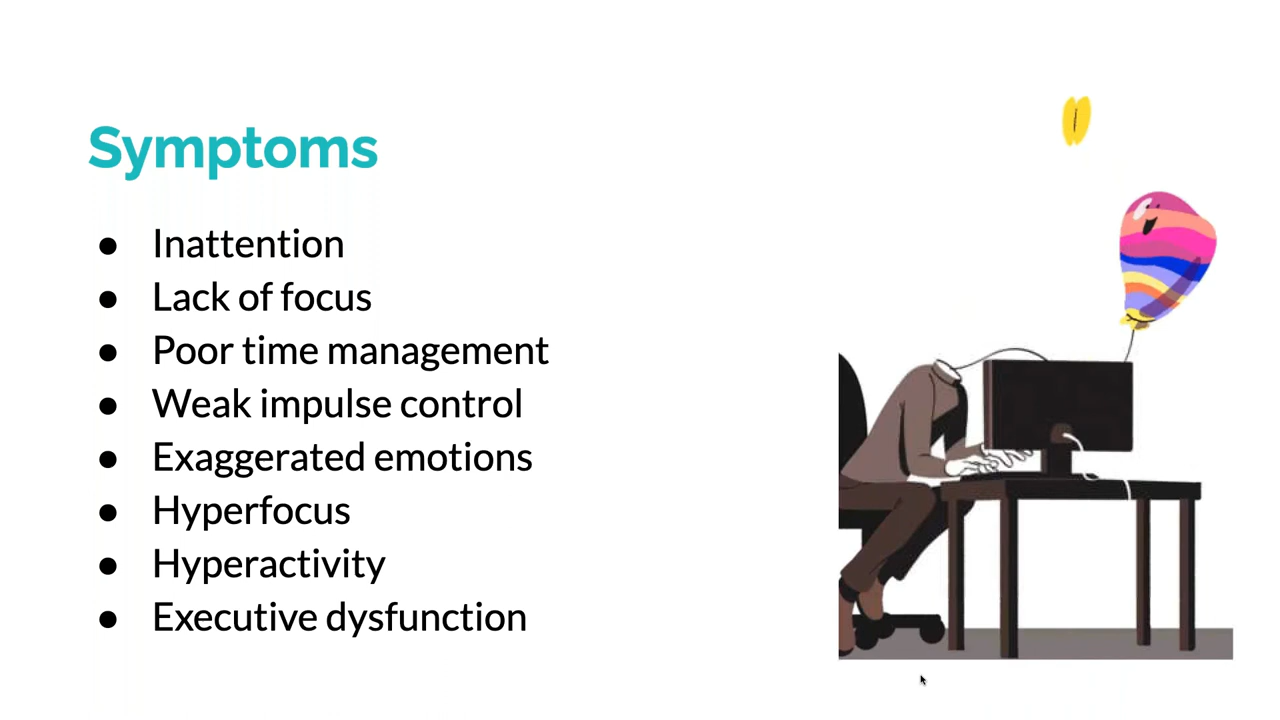 Symptoms
● Inattention
● Lack of focus
● Poor time management
● Weak impulse control
● Exaggerated emotions
● Hyperfocus
● Hyperactivity
● Executive dysfunction